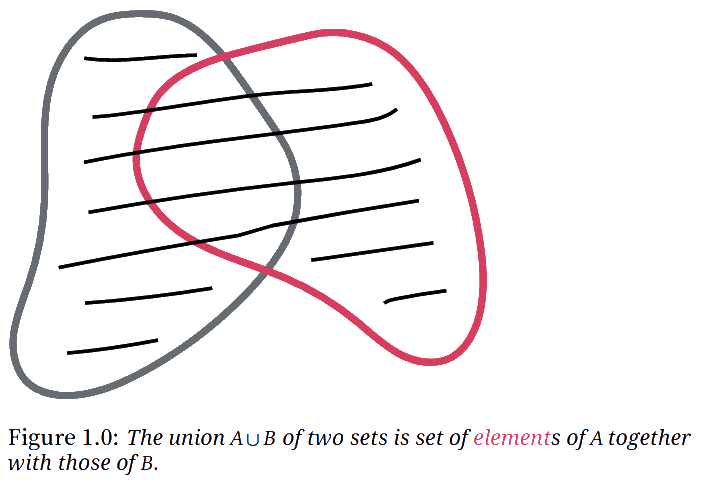 Figure 1.0: The union A∪B of two sets is set of elements of A together
with those of B.